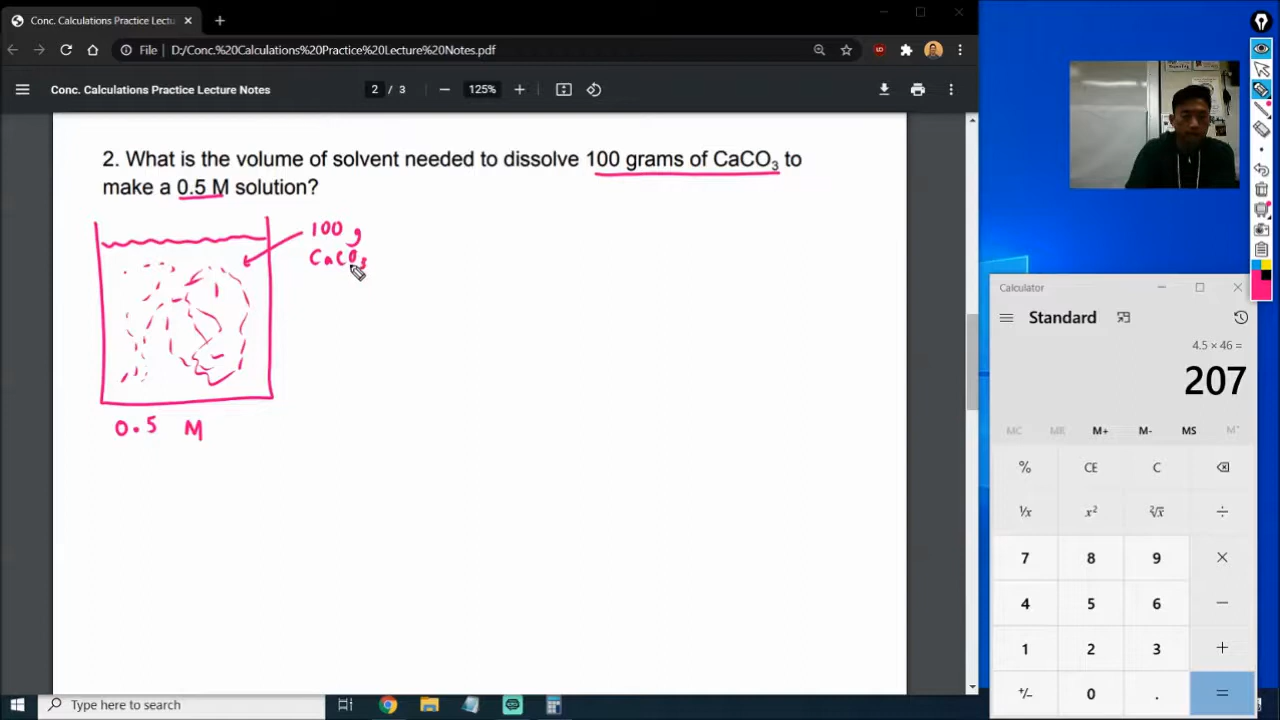 Conc. Calculations Practice Lectu
File D:/Conc.%20Calculations%20Practice%20Lecture%20Notes.pdf
Conc. Calculations Practice Lecture Notes
2 / 3
125%
2. What is the volume of solvent needed to dissolve 100 grams of CaCO₃ to
make a 0.5 M solution?
100 g
CaCO₃
0.5 M
Calculator
Standard
4.5 × 46 =
207
MC MR M+ M- MS M˅
% CE C
¹/x x² ²√x ÷
7 8 9 ×
4 5 6 −
1 2 3 +
+/- 0 . =
Type here to search